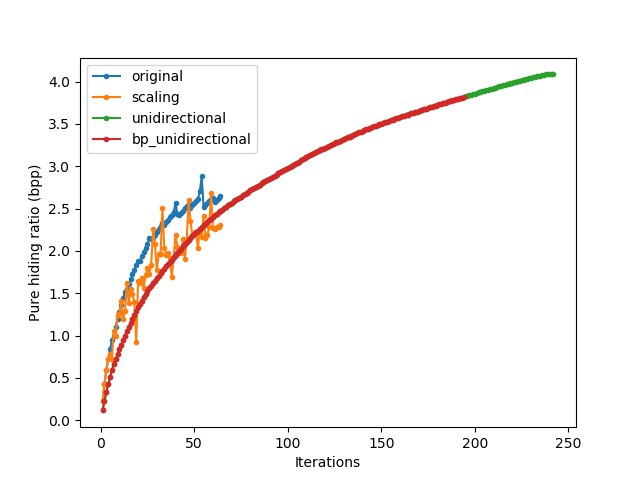 original
scaling
unidirectional
bp_unidirectional
Pure hiding ratio (bpp)
4.0
3.5
3.0
2.5
2.0
1.5
1.0
0.5
0.0
0 50 100 150 200 250
Iterations